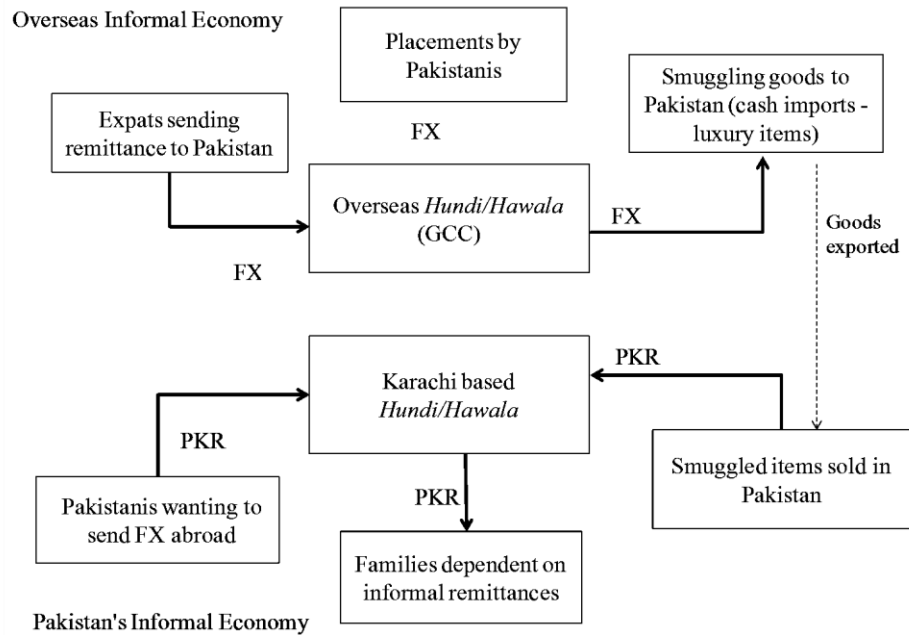 Overseas Informal Economy
Placements by
Pakistanis
Smuggling goods to
Pakistan (cash imports -
luxury items)
Expats sending
remittance to Pakistan
FX
Overseas Hundi/Hawala
(GCC)
FX
FX
Goods
exported
Karachi based
Hundi/Hawala
PKR
PKR
Smuggled items sold in
Pakistan
Pakistanis wanting to
send FX abroad
PKR
Families dependent on
informal remittances
Pakistan's Informal Economy